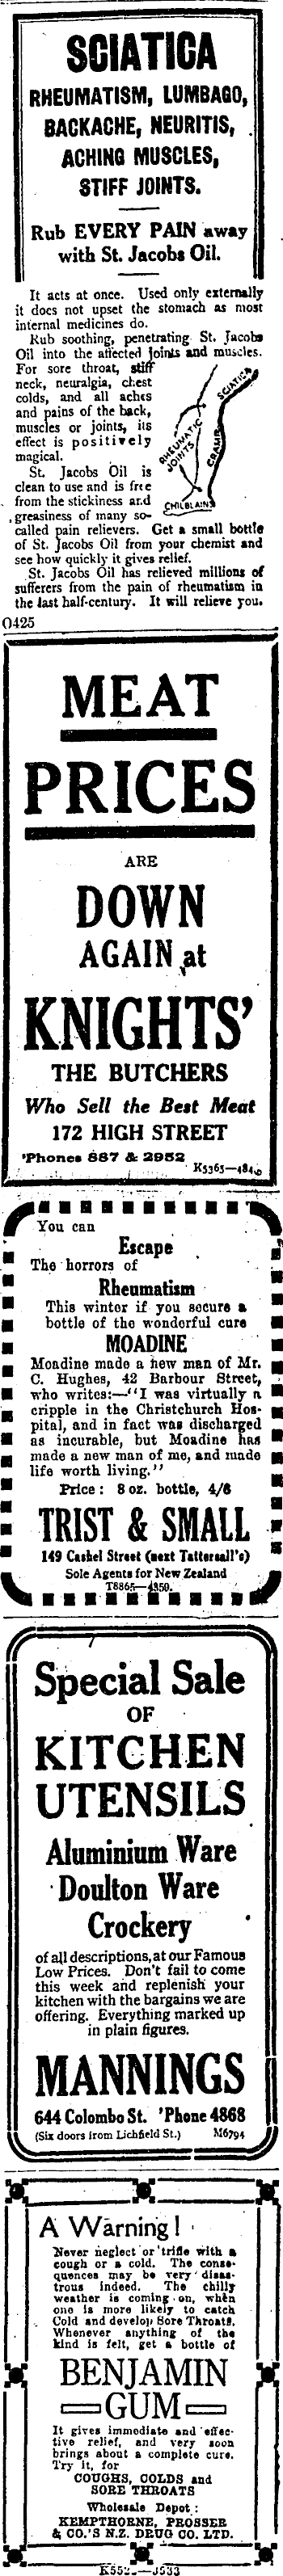 SCIATICA
RHEUMATISM, LUMBAGO,
BACKACHE, NEURITIS,
ACHING MUSCLES,
STIFF JOINTS.
Rub EVERY PAIN away
with St. Jacobs Oil.
It acts at once. Used only externally
it does not upset the stomach as most
internal medicines do.
Rub soothing, penetrating St. Jacobs
Oil into the affected joints and muscles.
For sore throat, stiff
neck, neuralgia, chest
colds, and all aches
and pains of the back,
muscles or joints, its
effect is positively
magical.
SCIATICA
RHEUMATIC
JOINTS
CRAMP
CHILBLAINS
St. Jacobs Oil is
clean to use and is free
from the stickiness and
greasiness of many so-
called pain relievers. Get a small bottle
of St. Jacobs Oil from your chemist and
see how quickly it gives relief.
St. Jacobs Oil has relieved millions of
sufferers from the pain of rheumatism in
the last half-century. It will relieve you.
O425
MEAT
PRICES
ARE
DOWN
AGAIN at
KNIGHTS'
THE BUTCHERS
Who Sell the Best Meat
172 HIGH STREET
'Phones 887 & 2952
You can
Escape
The horrors of
Rheumatism
This winter if you secure a
bottle of the wonderful cure
MOADINE
Moadine made a new man of Mr.
C. Hughes, 42 Barbour Street,
who writes:—"I was virtually a
cripple in the Christchurch Hos-
pital, and in fact was discharged
as incurable, but Moadine has
made a new man of me, and made
life worth living."
Price: 8 oz. bottle, 4/6
TRIST & SMALL
149 Cashel Street (next Tattersall's)
Sole Agents for New Zealand
Special Sale
OF
KITCHEN
UTENSILS
Aluminium Ware
Doulton Ware
Crockery
of all descriptions, at our Famous
Low Prices. Don't fail to come
this week and replenish your
kitchen with the bargains we are
offering. Everything marked up
in plain figures.
MANNINGS
644 Colombo St. 'Phone 4868
(Six doors from Lichfield St.) M6794
A Warning!
Never neglect or trifle with a
cough or a cold. The conse-
quences may be very disas-
trous indeed. The chilly
weather is coming on, when
one is more likely to catch
Cold and develop Sore Throats.
Whenever anything of the
kind is felt, get a bottle of
BENJAMIN
GUM
It gives immediate and effec-
tive relief, and very soon
brings about a complete cure.
Try it, for
COUGHS, COLDS and
SORE THROATS
Wholesale Depot:
KEMPTHORNE, PROSSER
& CO.'S N.Z. DRUG CO. LTD.